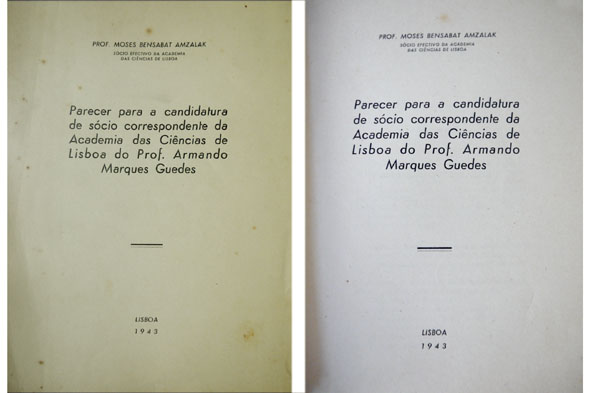 PROF. MOSES BENSABAT AMZALAK
SÓCIO EFECTIVO DA ACADEMIA
DAS CIÊNCIAS DE LISBOA
Parecer para a candidatura
de sócio correspondente da
Academia das Ciências de
Lisboa do Prof. Armando
Marques Guedes
LISBOA
1943
PROF. MOSES BENSABAT AMZALAK
SÓCIO EFECTIVO DA ACADEMIA
DAS CIÊNCIAS DE LISBOA
Parecer para a candidatura
de sócio correspondente da
Academia das Ciências de
Lisboa do Prof. Armando
Marques Guedes
LISBOA
1943